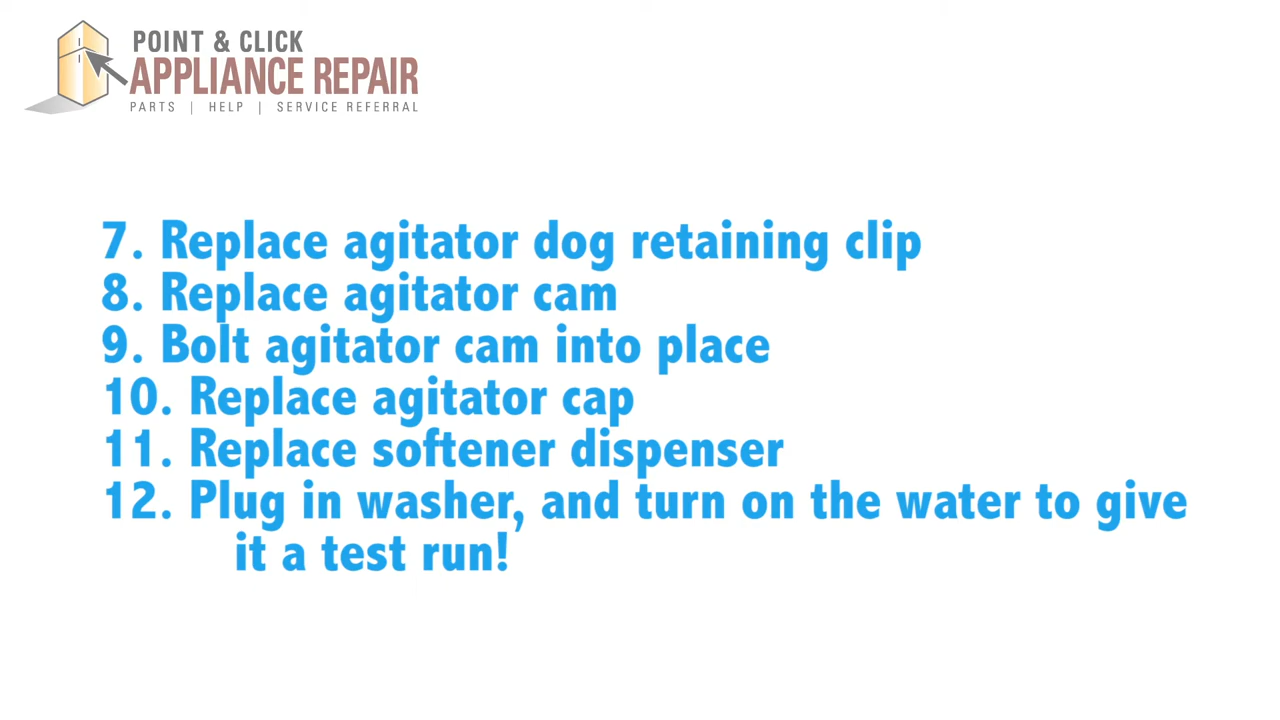 POINT & CLICK
APPLIANCE REPAIR
PARTS | HELP | SERVICE REFERRAL
7. Replace agitator dog retaining clip
8. Replace agitator cam
9. Bolt agitator cam into place
10. Replace agitator cap
11. Replace softener dispenser
12. Plug in washer, and turn on the water to give
it a test run!